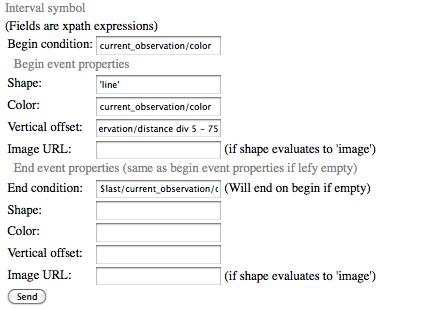 Interval symbol
(Fields are xpath expressions)
Begin condition: current_observation/color
Begin event properties
Shape: 'line'
Color: current_observation/color
Vertical offset: ervation/distance div 5 - 75
Image URL: (if shape evaluates to 'image')
End event properties (same as begin event properties if lefy empty)
End condition: $last/current_observation/c (Will end on begin if empty)
Shape:
Color:
Vertical offset:
Image URL: (if shape evaluates to 'image')
Send